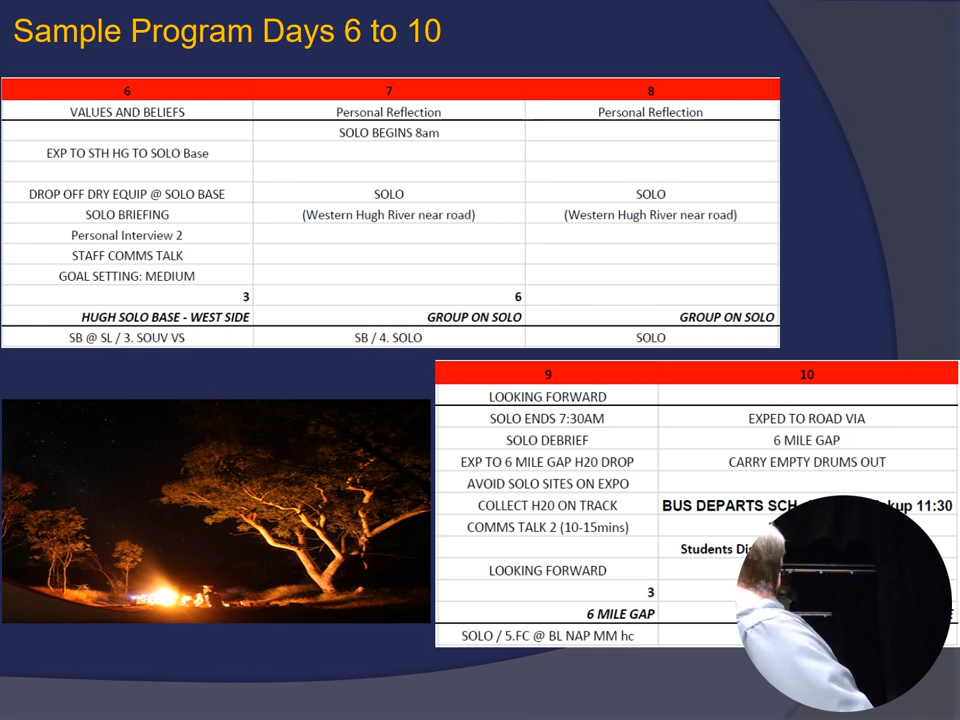 Sample Program Days 6 to 10
6 7 8
VALUES AND BELIEFS Personal Reflection Personal Reflection
SOLO BEGINS 8am
EXP TO STH HG TO SOLO Base
DROP OFF DRY EQUIP @ SOLO BASE SOLO SOLO
SOLO BRIEFING (Western Hugh River near road) (Western Hugh River near road)
Personal Interview 2
STAFF COMMS TALK
GOAL SETTING: MEDIUM
3 6
HUGH SOLO BASE - WEST SIDE GROUP ON SOLO GROUP ON SOLO
SB @ SL / 3. SOUV VS SB / 4. SOLO SOLO
9 10
LOOKING FORWARD
SOLO ENDS 7:30AM EXPED TO ROAD VIA
SOLO DEBRIEF 6 MILE GAP
EXP TO 6 MILE GAP H20 DROP CARRY EMPTY DRUMS OUT
AVOID SOLO SITES ON EXPO
COLLECT H20 ON TRACK BUS DEPARTS 11:30
COMMS TALK 2 (10-15mins)
Students
LOOKING FORWARD
3
6 MILE GAP
SOLO / 5.FC @ BL NAP MM hc